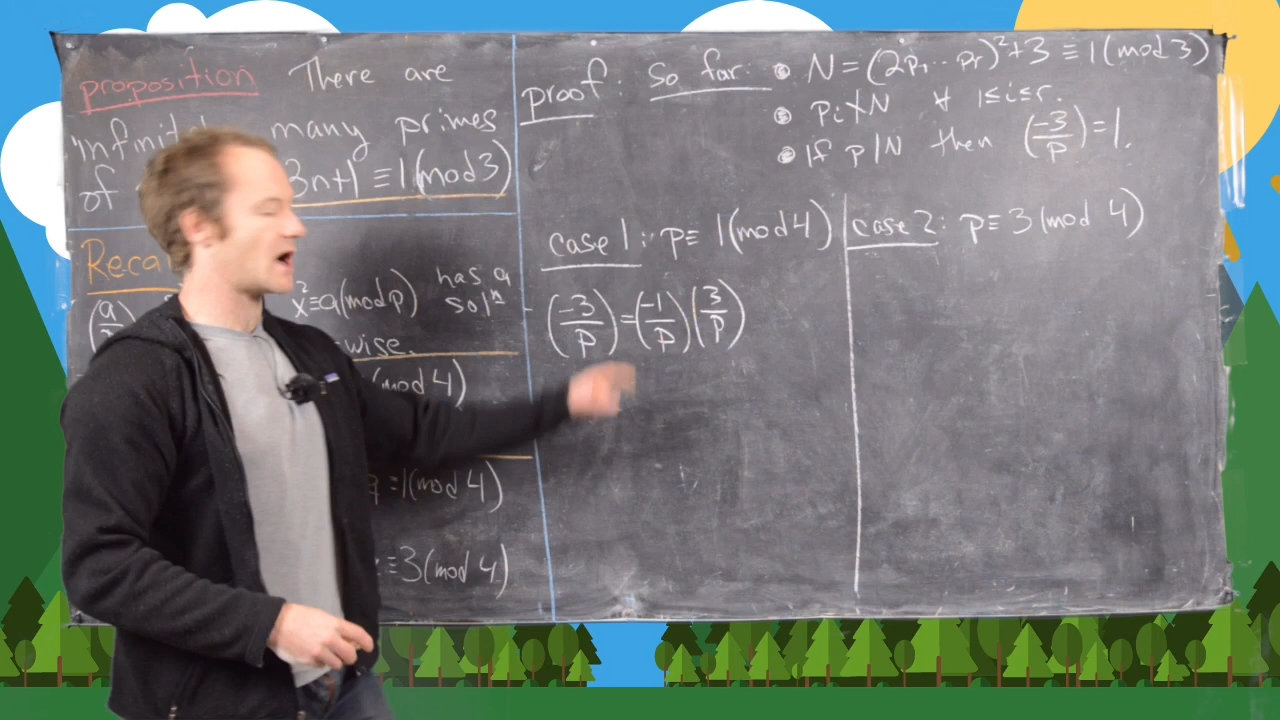 proposition There are
many primes
of 3n+1 ≡ 1(mod 3)
x² ≡ a(mod p) has a
solⁿ
wise.
(mod 4)
≡ 1(mod 4)
≡ 3(mod 4)
proof: So far: • N = (2p₁ ... pᵣ)² + 3 ≡ 1(mod 3)
• pᵢ ∤ N ∀ 1 ≤ i ≤ r.
• If p | N then (-3/p) = 1.
case 1: p ≡ 1(mod 4)
(-3/p) = (-1/p)(3/p)
case 2: p ≡ 3(mod 4)